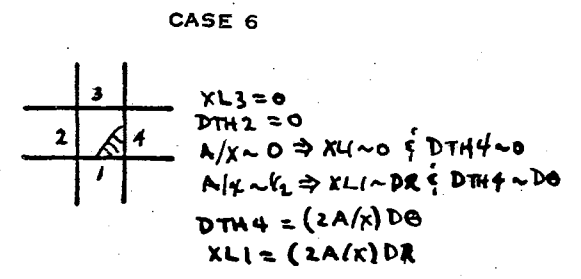 CASE 6
3
2 4
1
XL3 = 0
DTH2 = 0
A/X ~ 0 ⇒ XL1 ~ 0 & DTH4 ~ 0
A/X ~ 1/2 ⇒ XL1 ~ DR & DTH4 ~ DΘ
DTH4 = (2A/X) DΘ
XL1 = (2A/X) DR